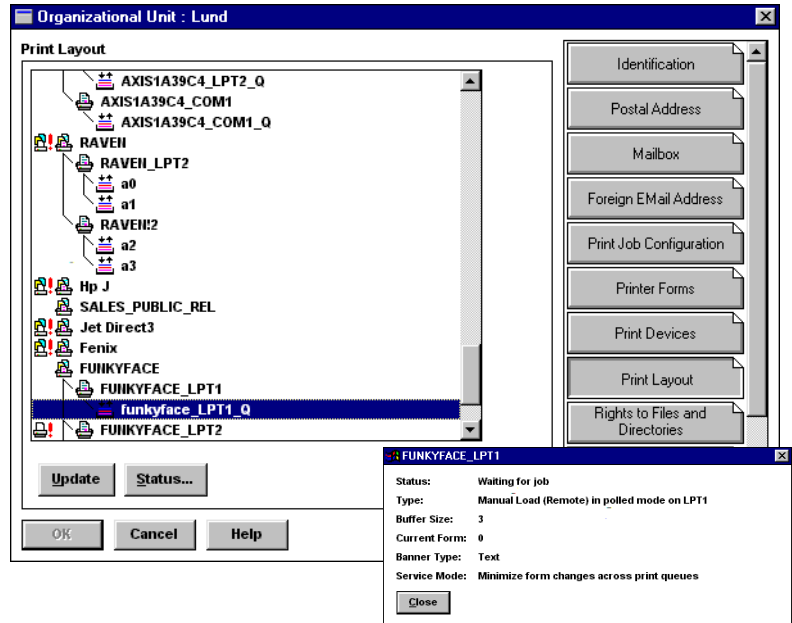 Organizational Unit : Lund
Print Layout
AXIS1A39C4_LPT2_Q
AXIS1A39C4_COM1
AXIS1A39C4_COM1_Q
RAVEN
RAVEN_LPT2
a0
a1
RAVEN!2
a2
a3
Hp J
SALES_PUBLIC_REL
Jet Direct3
Fenix
FUNKYFACE
FUNKYFACE_LPT1
funkyface_LPT1_Q
FUNKYFACE_LPT2
Update
Status...
OK
Cancel
Help
Identification
Postal Address
Mailbox
Foreign EMail Address
Print Job Configuration
Printer Forms
Print Devices
Print Layout
Rights to Files and
Directories
FUNKYFACE_LPT1
Status: Waiting for job
Type: Manual Load (Remote) in polled mode on LPT1
Buffer Size: 3
Current Form: 0
Banner Type: Text
Service Mode: Minimize form changes across print queues
Close